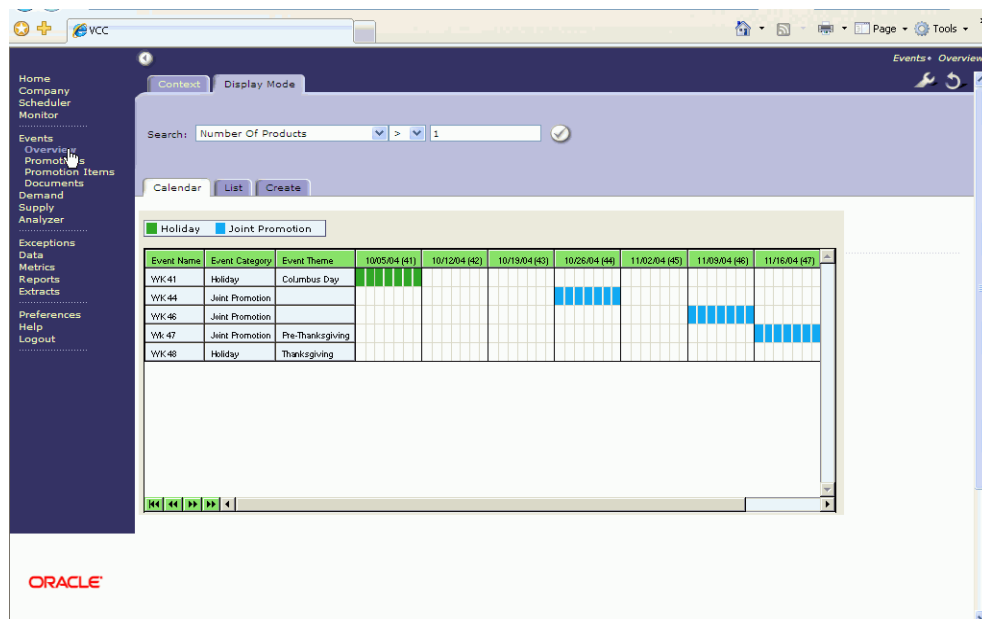 VCC
Page
Tools
Events• Overview
Home
Company
Scheduler
Monitor
Events
Overview
Promotion Items
Documents
Demand
Supply
Analyzer
Exceptions
Data
Metrics
Reports
Extracts
Preferences
Help
Logout
Context Display Mode
Search: Number Of Products > 1
Calendar List Create
Holiday Joint Promotion
Event Name Event Category Event Theme 10/05/04 (41) 10/12/04 (42) 10/19/04 (43) 10/26/04 (44) 11/02/04 (45) 11/09/04 (46) 11/16/04 (47)
WK41 Holiday Columbus Day
WK44 Joint Promotion
WK46 Joint Promotion
Wk 47 Joint Promotion Pre-Thanksgiving
WK48 Holiday Thanksgiving
ORACLE